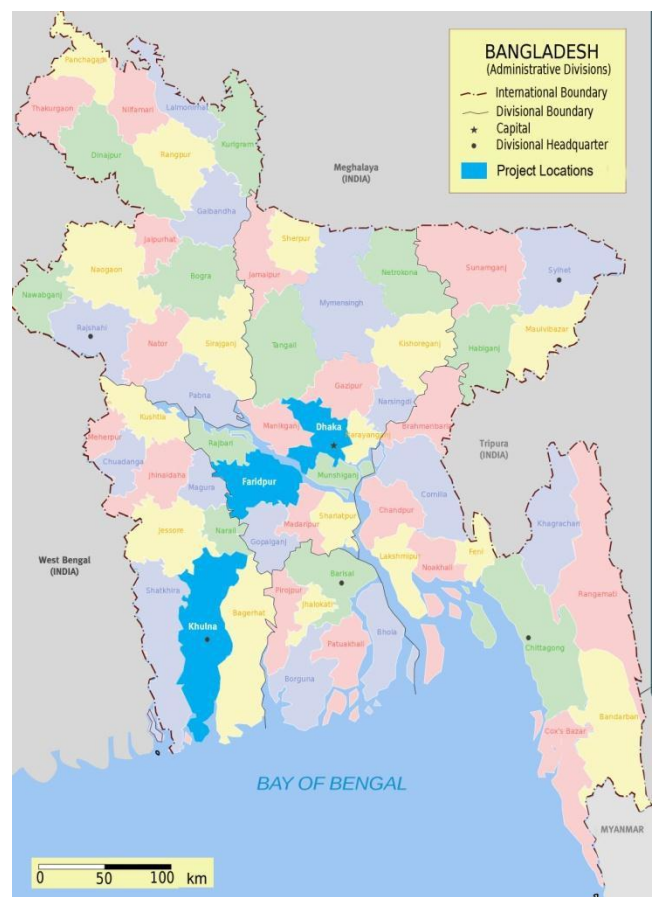 BANGLADESH
(Administrative Divisions)
International Boundary
Divisional Boundary
Capital
Divisional Headquarter
Project Locations
Panchagarh
Thakurgaon
Nilfamari
Lalmonirhat
Dinajpur
Rangpur
Kurigram
Meghalaya
(INDIA)
Gaibandha
Jaipurhat
Sherpur
Naogaon
Bogra
Jamalpur
Netrokona
Sunamganj
Sylhet
Nawabganj
Mymensingh
Rajshahi
Maulvibazar
Nator
Sirajganj
Tangail
Kishoreganj
Habiganj
Pabna
Gazipur
Narsingdi
Kushtia
Manikganj
Dhaka
Narayanganj
Brahmanbaria
Meherpur
Rajbari
Tripura
(INDIA)
Chuadanga
Jhinaidaha
Magura
Faridpur
Munshiganj
Comilla
Khagrachari
Jessore
Narail
Madaripur
Shariatpur
Chandpur
Gopalganj
West Bengal
(INDIA)
Lakshmipur
Noakhali
Feni
Rangamati
Shatkhira
Khulna
Bagerhat
Pirojpur
Jhalokati
Barisal
Bhola
Patuakhali
Borguna
Chittagong
Bandarban
Cox's Bazar
BAY OF BENGAL
MYANMAR
0 50 100 km